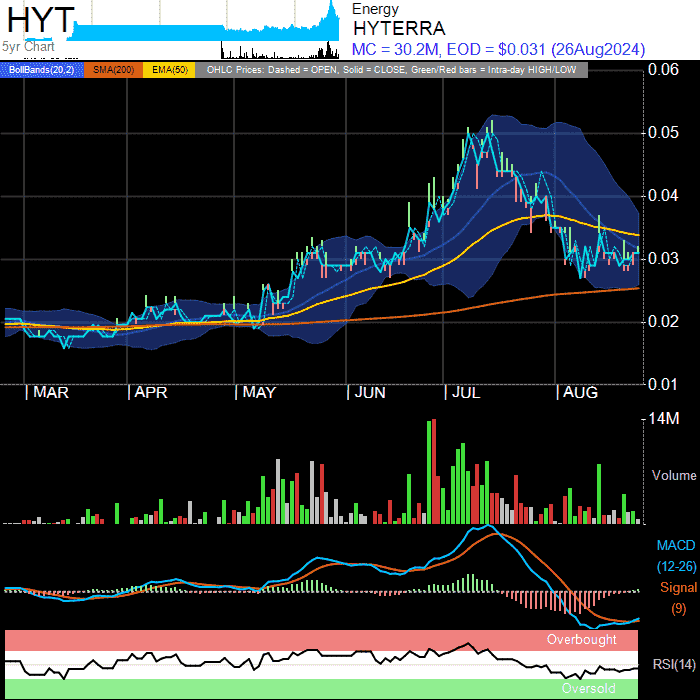 HYT
5yr Chart
Energy
HYTERRA
MC = 30.2M, EOD = $0.031 (26Aug2024)
BollBands(20,2) SMA(200) EMA(50) OHLC Prices: Dashed = OPEN, Solid = CLOSE, Green/Red bars = Intra-day HIGH/LOW
0.06
0.05
0.04
0.03
0.02
0.01
| MAR | APR | MAY | JUN | JUL | AUG
14M
Volume
MACD
(12-26)
Signal
(9)
Overbought
RSI(14)
Oversold